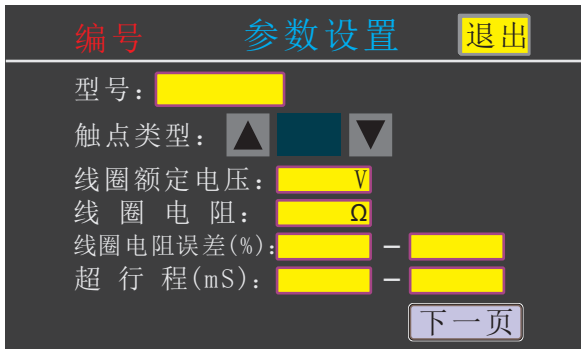 编号 参数设置 退出
型号：
触点类型： ▲ ▼
线圈额定电压： V
线 圈 电 阻： Ω
线圈电阻误差(%)： —
超 行 程(mS)： —
下一页